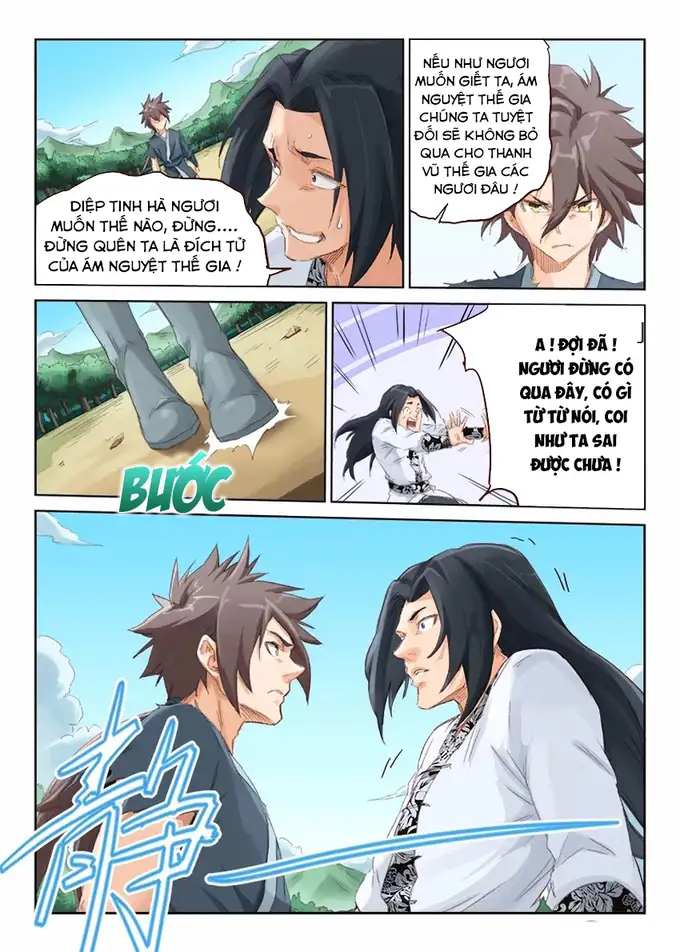 DIỆP TINH HÀ NGƯƠI
MUỐN THẾ NÀO, ĐỪNG....
ĐỪNG QUÊN TA LÀ ĐÍCH TỬ
CỦA ÁM NGUYỆT THẾ GIA !
NẾU NHƯ NGƯƠI
MUỐN GIẾT TA, ÁM
NGUYỆT THẾ GIA
CHÚNG TA TUYỆT
ĐỐI SẼ KHÔNG BỎ
QUA CHO THANH
VŨ THẾ GIA CÁC
NGƯƠI ĐÂU !
BƯỚC
A ! ĐỢI ĐÃ !
NGƯƠI ĐỪNG CÓ
QUA ĐÂY, CÓ GÌ
TỪ TỪ NÓI, COI
NHƯ TA SAI
ĐƯỢC CHƯA !
静